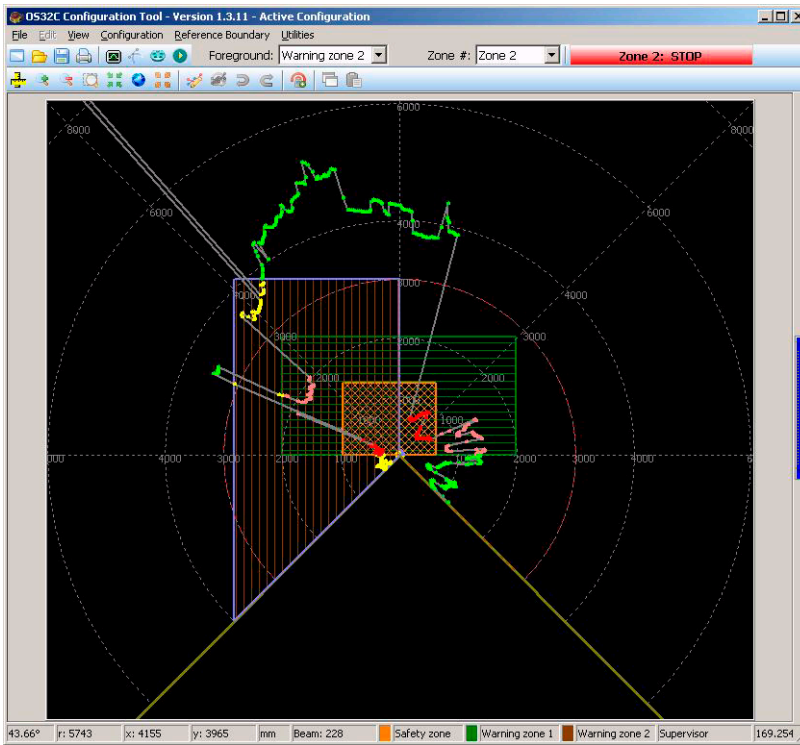 OS32C Configuration Tool - Version 1.3.11 - Active Configuration
File Edit View Configuration Reference Boundary Utilities
Foreground: Warning zone 2 Zone #: Zone 2 Zone 2: STOP
6000
8000 8000
6000 6000
4000
4000 3000 4000
3000 2000 3000
2000 2000
1000 1000
3000 2000 1000 1000 2000 3000 4000
43.66° r: 5743 x: 4155 y: 3965 mm Beam: 228 Safety zone Warning zone 1 Warning zone 2 Supervisor 169.254